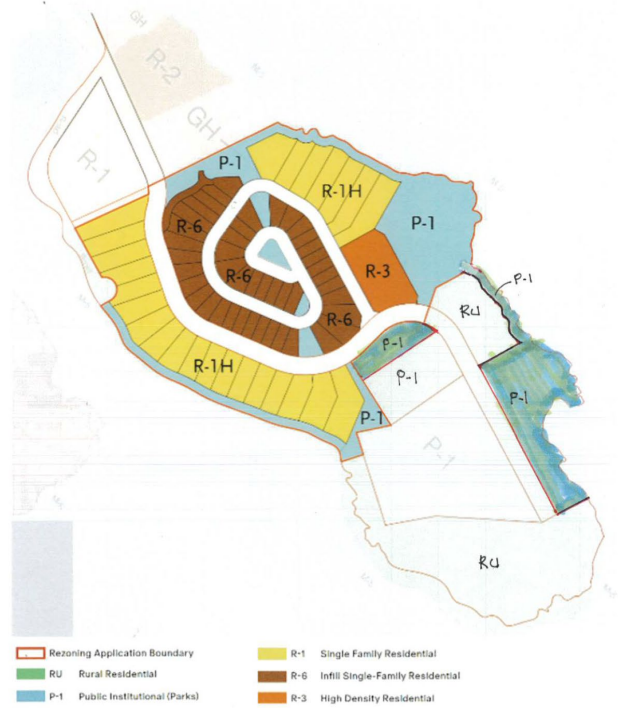 GH
R-2
GH-
R-1
P-1
R-1H
P-1
R-6
R-6
R-3
P-1
RU
R-6
P-1
P-1
R-1H
P-1
P-1
P-1
RU
Rezoning Application Boundary
RU Rural Residential
P-1 Public Institutional (Parks)
R-1 Single Family Residential
R-6 Infill Single-Family Residential
R-3 High Density Residential